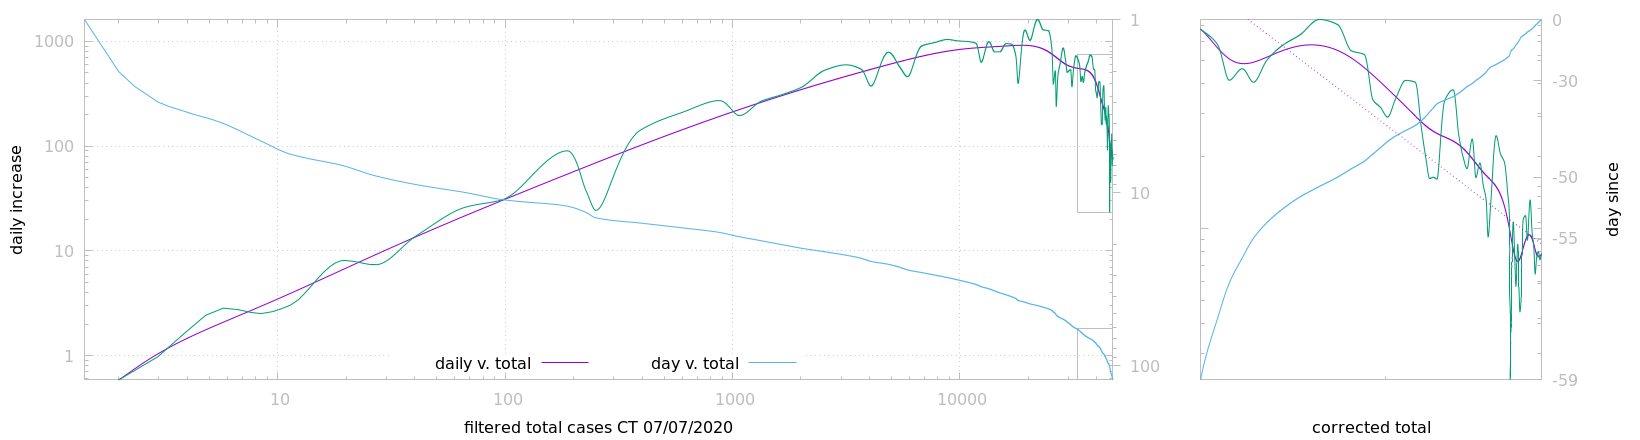 daily increase
1000
100
10
1
daily v. total
day v. total
10
100
1000
10000
filtered total cases CT 07/07/2020
1
10
100
0
-30
-50
-55
-59
day since
corrected total